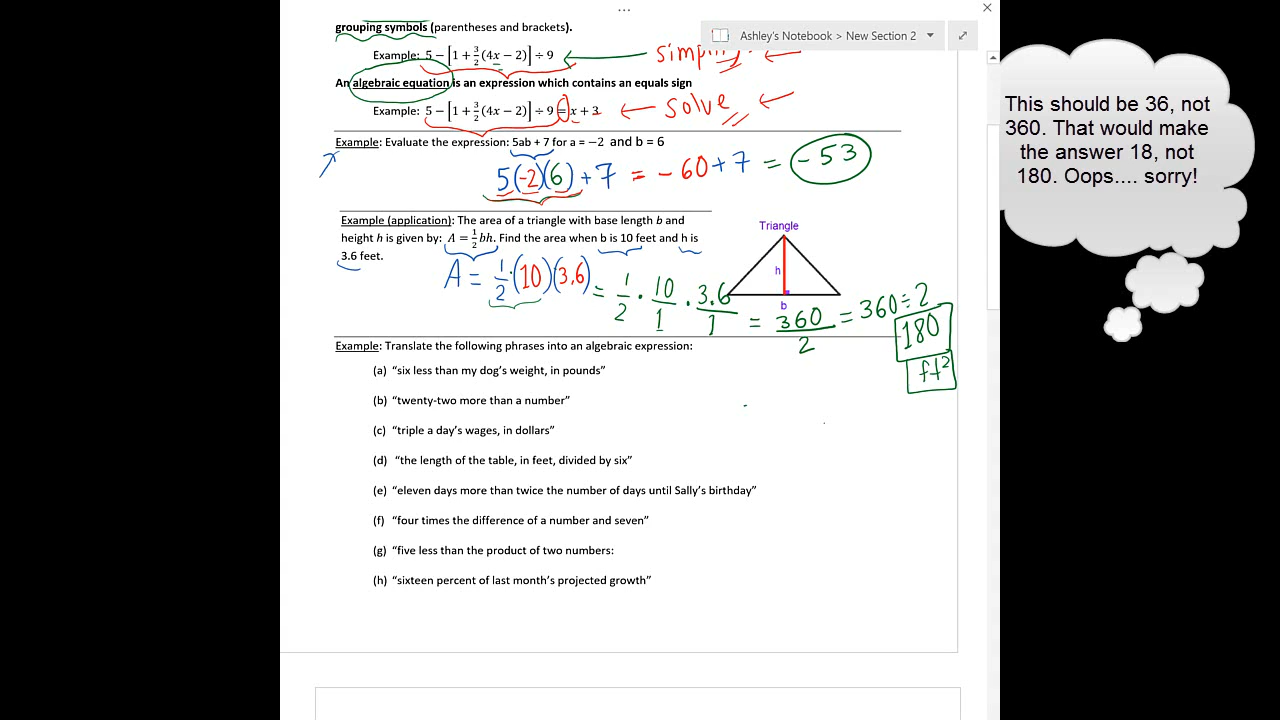 ...
Ashley's Notebook > New Section 2
grouping symbols (parentheses and brackets).
Example: 5 − [1 + 3/2 (4x − 2)] ÷ 9 ← simplify ←
An algebraic equation is an expression which contains an equals sign
Example: 5 − [1 + 3/2 (4x − 2)] ÷ 9 = x + 3 ← solve ←
Example: Evaluate the expression: 5ab + 7 for a = −2 and b = 6
5(-2)(6) + 7 = -60 + 7 = -53
Example (application): The area of a triangle with base length b and
height h is given by: A = 1/2 bh. Find the area when b is 10 feet and h is
3.6 feet.
A = 1/2 · (10)(3.6) = 1/2 · 10/1 · 3.6/1 = 360/2 = 360 ÷ 2
180
ft²
Triangle
h
b
Example: Translate the following phrases into an algebraic expression:
(a) “six less than my dog’s weight, in pounds”
(b) “twenty-two more than a number”
(c) “triple a day’s wages, in dollars”
(d) “the length of the table, in feet, divided by six”
(e) “eleven days more than twice the number of days until Sally’s birthday”
(f) “four times the difference of a number and seven”
(g) “five less than the product of two numbers:
(h) “sixteen percent of last month’s projected growth”
This should be 36, not
360. That would make
the answer 18, not
180. Oops.... sorry!